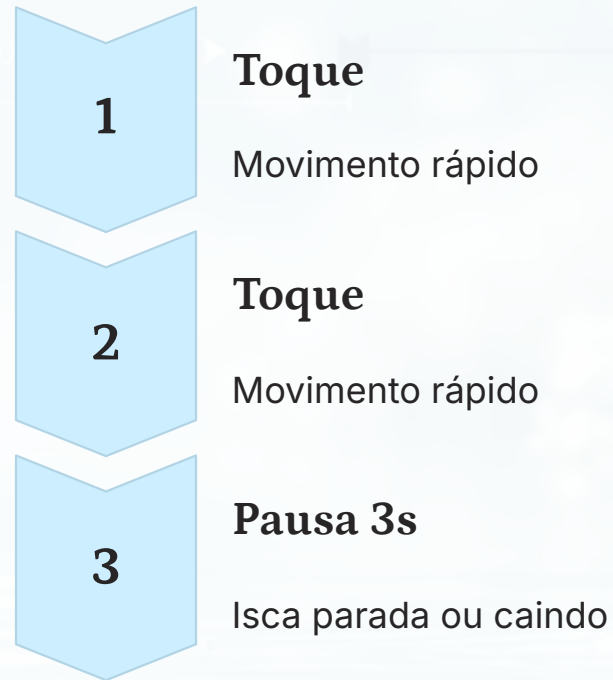 1
Toque
Movimento rápido
2
Toque
Movimento rápido
3
Pausa 3s
Isca parada ou caindo